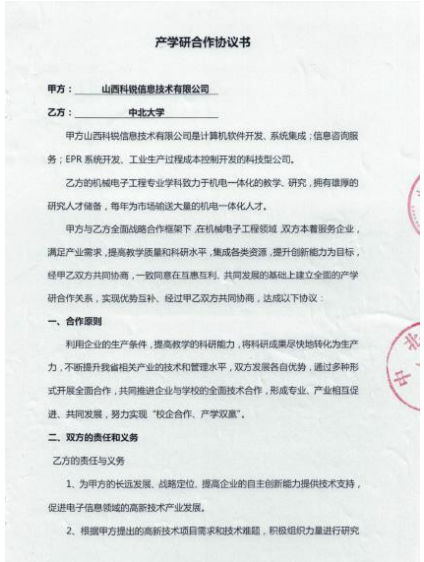 产学研合作协议书
甲方： 山西科锐信息技术有限公司
乙方： 中北大学
甲方山西科锐信息技术有限公司是计算机软件开发、系统集成；信息咨询服
务；EPR 系统开发、工业生产过程成本控制开发的科技型公司。
乙方的机械电子工程专业学科致力于机电一体化的教学、研究，拥有雄厚的
研究人才储备，每年为市场输送大量的机电一体化人才。
甲方与乙方全面战略合作框架下，在机械电子工程领域，双方本着服务企业，
满足产业需求，提高教学质量和科研水平，集成各类资源，提升创新能力为目标，
经甲乙双方共同协商，一致同意在互惠互利、共同发展的基础上建立全面的产学
研合作关系，实现优势互补、经过甲乙双方共同协商，达成以下协议：
一、合作原则
利用企业的生产条件，提高教学的科研能力，将科研成果尽快地转化为生产
力，不断提升我省相关产业的技术和管理水平，双方发展各自优势，通过多种形
式开展全面合作，共同推进企业与学校的全面技术合作，形成专业、产业相互促
进、共同发展，努力实现“校企合作、产学双赢”。
二、双方的责任和义务
乙方的责任与义务
1、为甲方的长远发展、战略定位、提高企业的自主创新能力提供技术支持，
促进电子信息领域的高新技术产业发展。
2、根据甲方提出的高新技术项目需求和技术难题，积极组织力量进行研究
中北